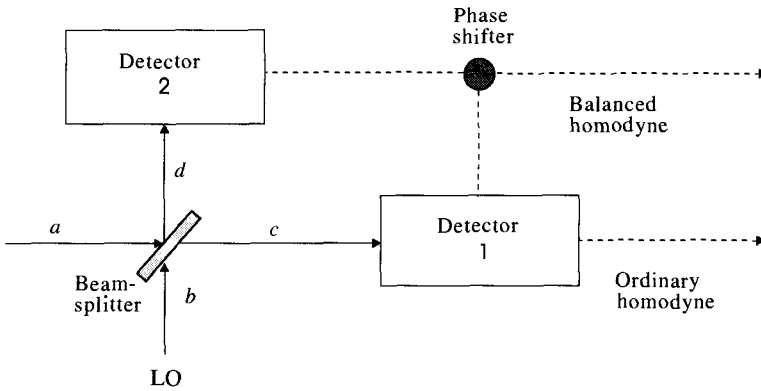 Phase
shifter
Detector
2
Balanced
homodyne
d
a
c
Detector
1
Beam-
splitter
b
Ordinary
homodyne
LO